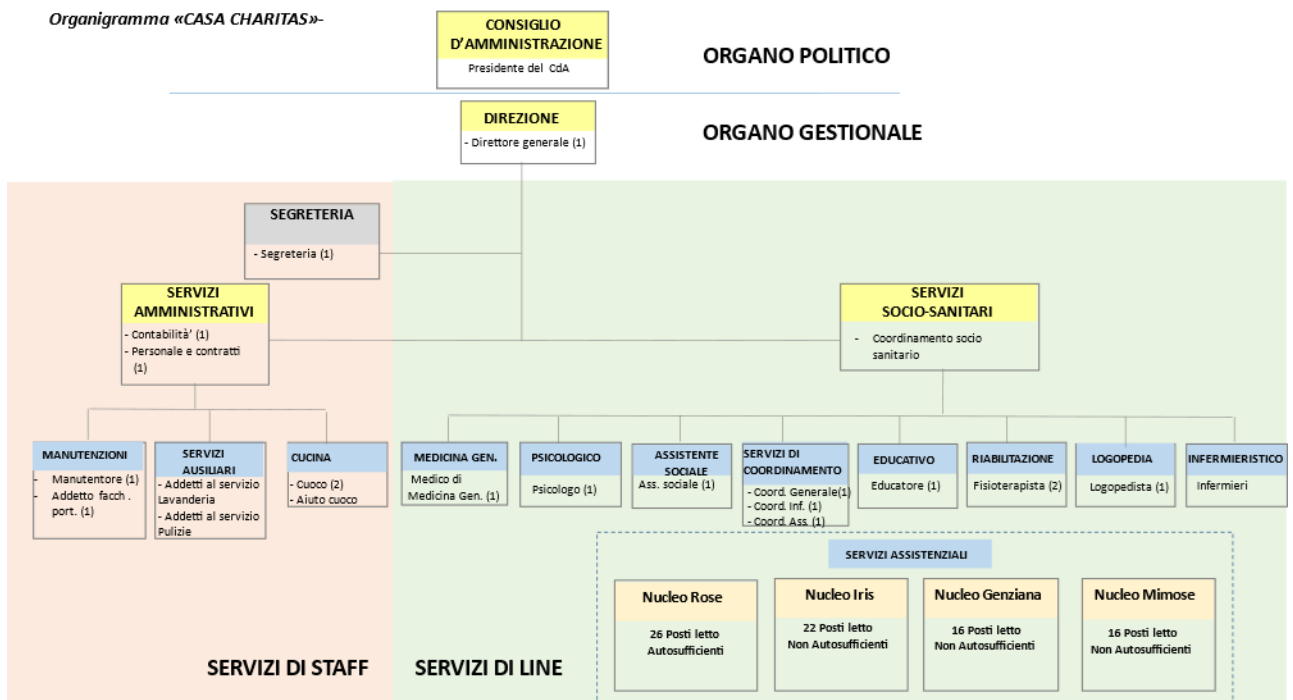 Organigramma «CASA CHARITAS»-
CONSIGLIO
D'AMMINISTRAZIONE
Presidente del CdA
ORGANO POLITICO
DIREZIONE
- Direttore generale (1)
ORGANO GESTIONALE
SEGRETERIA
- Segreteria (1)
SERVIZI
AMMINISTRATIVI
- Contabilità' (1)
- Personale e contratti
(1)
SERVIZI
SOCIO-SANITARI
- Coordinamento socio
sanitario
MANUTENZIONI
- Manutentore (1)
- Addetto facch.
port. (1)
SERVIZI
AUSILIARI
- Addetti al servizio
Lavanderia
- Addetti al servizio
Pulizie
CUCINA
- Cuoco (2)
- Aiuto cuoco
MEDICINA GEN.
Medico di
Medicina Gen. (1)
PSICOLOGICO
Psicologo (1)
ASSISTENTE
SOCIALE
Ass. sociale (1)
SERVIZI DI
COORDINAMENTO
- Coord. Generale(1)
- Coord. Inf. (1)
- Coord. Ass. (1)
EDUCATIVO
Educatore (1)
RIABILITAZIONE
Fisioterapista (2)
LOGOPEDIA
Logopedista (1)
INFERMIERISTICO
Infermieri
SERVIZI ASSISTENZIALI
Nucleo Rose
26 Posti letto
Autosufficienti
Nucleo Iris
22 Posti letto
Non Autosufficienti
Nucleo Genziana
16 Posti letto
Non Autosufficienti
Nucleo Mimose
16 Posti letto
Non Autosufficienti
SERVIZI DI STAFF
SERVIZI DI LINE